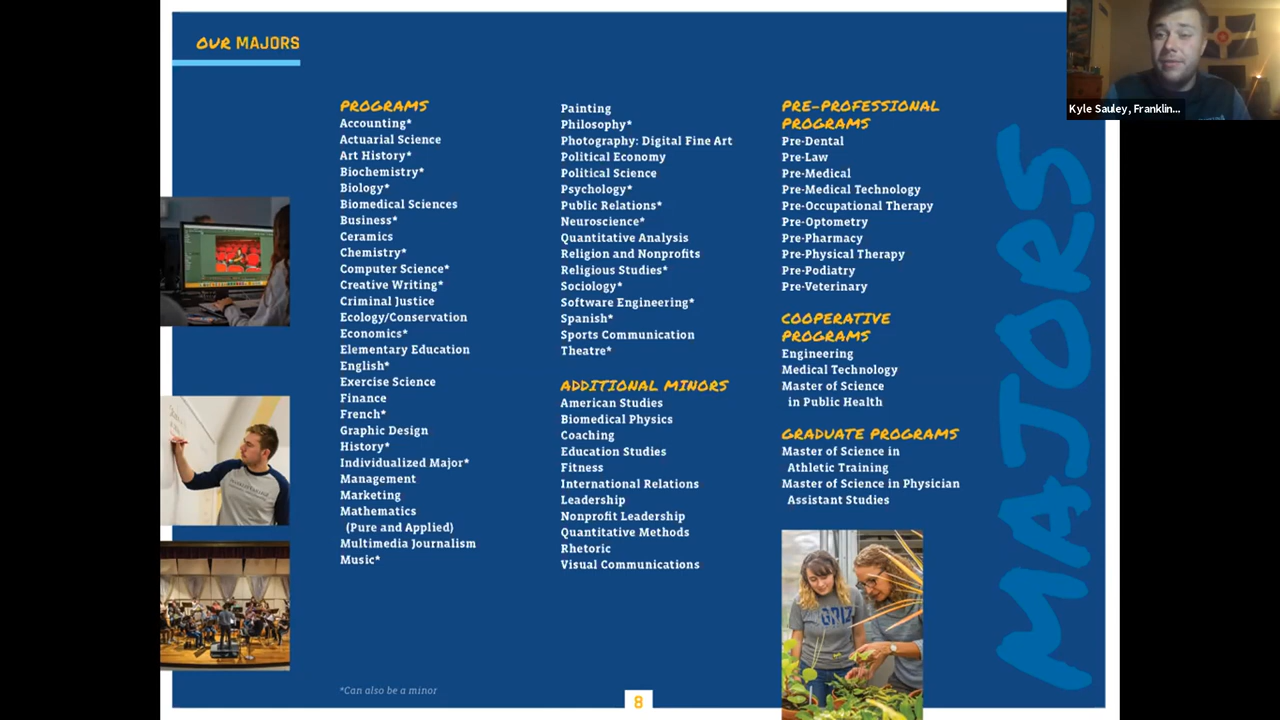 OUR MAJORS
PROGRAMS
Accounting*
Actuarial Science
Art History*
Biochemistry*
Biology*
Biomedical Sciences
Business*
Ceramics
Chemistry*
Computer Science*
Creative Writing*
Criminal Justice
Ecology/Conservation
Economics*
Elementary Education
English*
Exercise Science
Finance
French*
Graphic Design
History*
Individualized Major*
Management
Marketing
Mathematics
(Pure and Applied)
Multimedia Journalism
Music*
Painting
Philosophy*
Photography: Digital Fine Art
Political Economy
Political Science
Psychology*
Public Relations*
Neuroscience*
Quantitative Analysis
Religion and Nonprofits
Religious Studies*
Sociology*
Software Engineering*
Spanish*
Sports Communication
Theatre*
ADDITIONAL MINORS
American Studies
Biomedical Physics
Coaching
Education Studies
Fitness
International Relations
Leadership
Nonprofit Leadership
Quantitative Methods
Rhetoric
Visual Communications
PRE-PROFESSIONAL
PROGRAMS
Pre-Dental
Pre-Law
Pre-Medical
Pre-Medical Technology
Pre-Occupational Therapy
Pre-Optometry
Pre-Pharmacy
Pre-Physical Therapy
Pre-Podiatry
Pre-Veterinary
COOPERATIVE
PROGRAMS
Engineering
Medical Technology
Master of Science
in Public Health
GRADUATE PROGRAMS
Master of Science in
Athletic Training
Master of Science in Physician
Assistant Studies
GRIZ
MAJORS
Kyle Sauley, Franklin...
*Can also be a minor
8